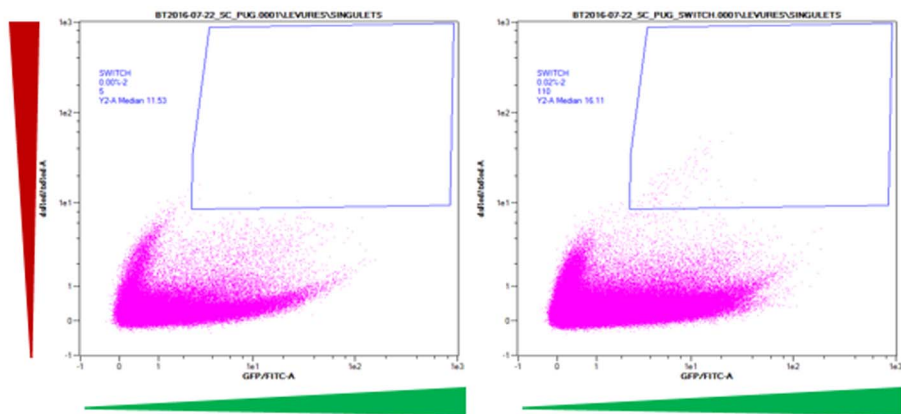 BT2016-07-22_SC_PUG.0001\LEVURES\SINGULETS
1e3
SWITCH
0.00%-2
5
Y2-A Median 11.53
1e2
1e1
1
0
-1
-1 0 1 1e1 1e2 1e3
GFP/FITC-A
BT2016-07-22_SC_PUG_SWITCH.0001\LEVURES\SINGULETS
1e3
SWITCH
0.02%-2
110
Y2-A Median 16.11
1e2
1e1
1
0
-1
-1 0 1 1e1 1e2 1e3
GFP/FITC-A